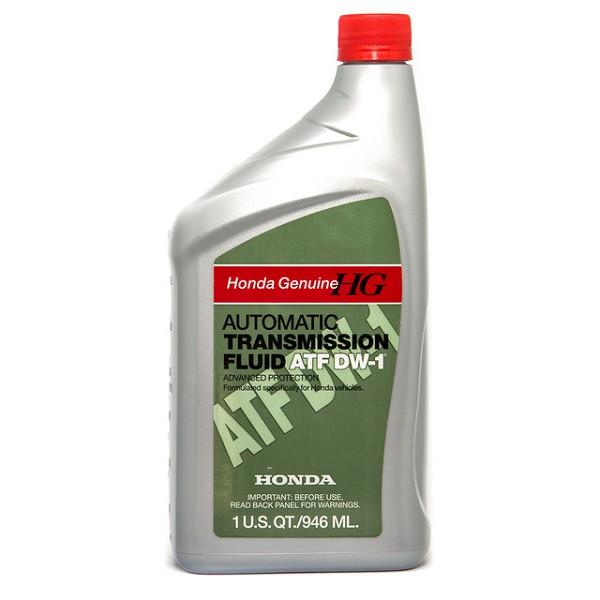 Honda Genuine HG
AUTOMATIC
TRANSMISSION
FLUID ATF DW-1
ADVANCED PROTECTION
Formulated specifically for Honda vehicles.
ATF DW-1
HONDA
IMPORTANT: BEFORE USE,
READ BACK PANEL FOR WARNINGS.
1 U.S. QT./946 ML.